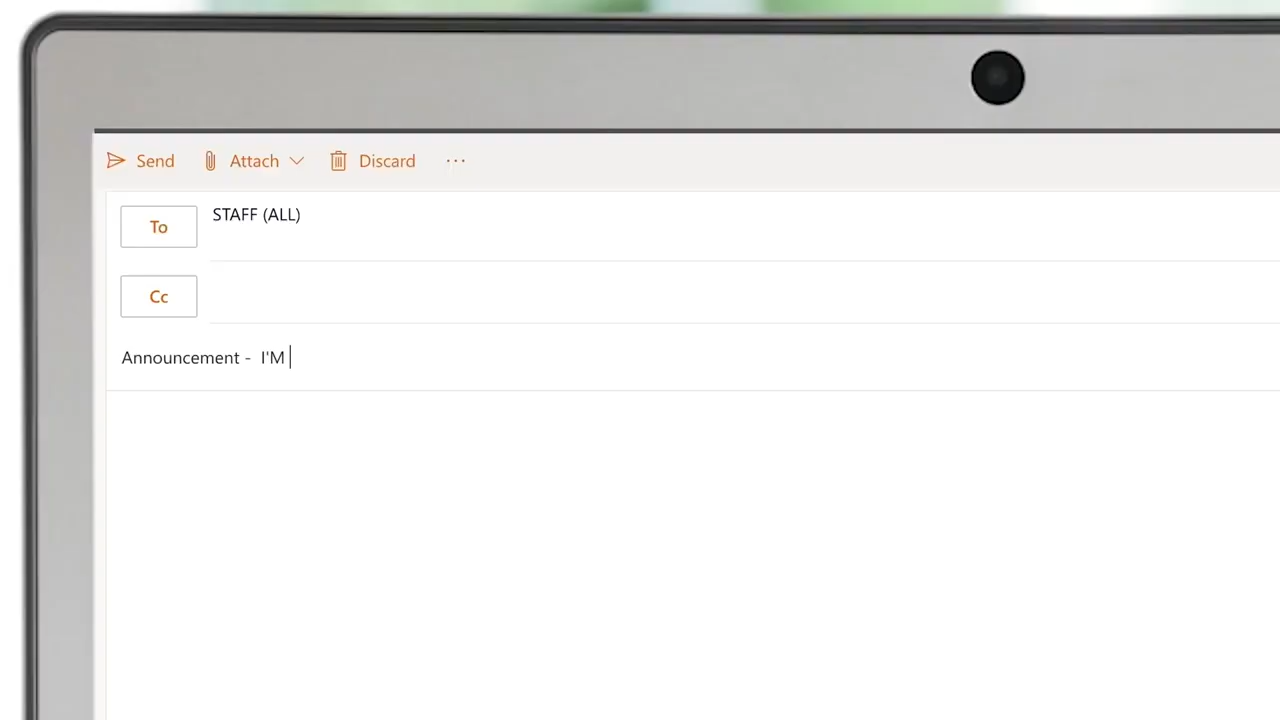 Send Attach Discard ...
To STAFF (ALL)
Cc
Announcement -  I'M